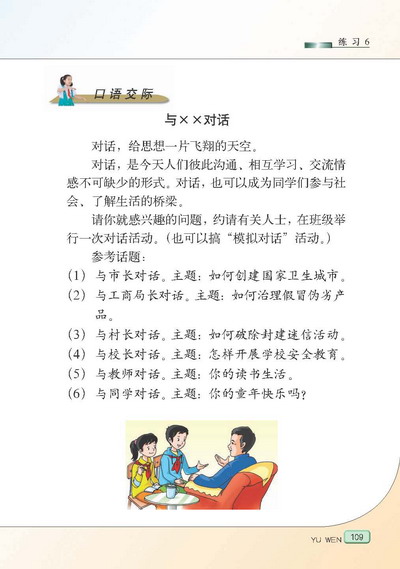 练习6
口语交际
与××对话
对话，给思想一片飞翔的天空。
对话，是今天人们彼此沟通、相互学习、交流情
感不可缺少的形式。对话，也可以成为同学们参与社
会、了解生活的桥梁。
请你就感兴趣的问题，约请有关人士，在班级举
行一次对话活动。（也可以搞“模拟对话”活动。）
参考话题：
（1）与市长对话。主题：如何创建国家卫生城市。
（2）与工商局长对话。主题：如何治理假冒伪劣产
品。
（3）与村长对话。主题：如何破除封建迷信活动。
（4）与校长对话。主题：怎样开展学校安全教育。
（5）与教师对话。主题：你的读书生活。
（6）与同学对话。主题：你的童年快乐吗？
YU WEN 109